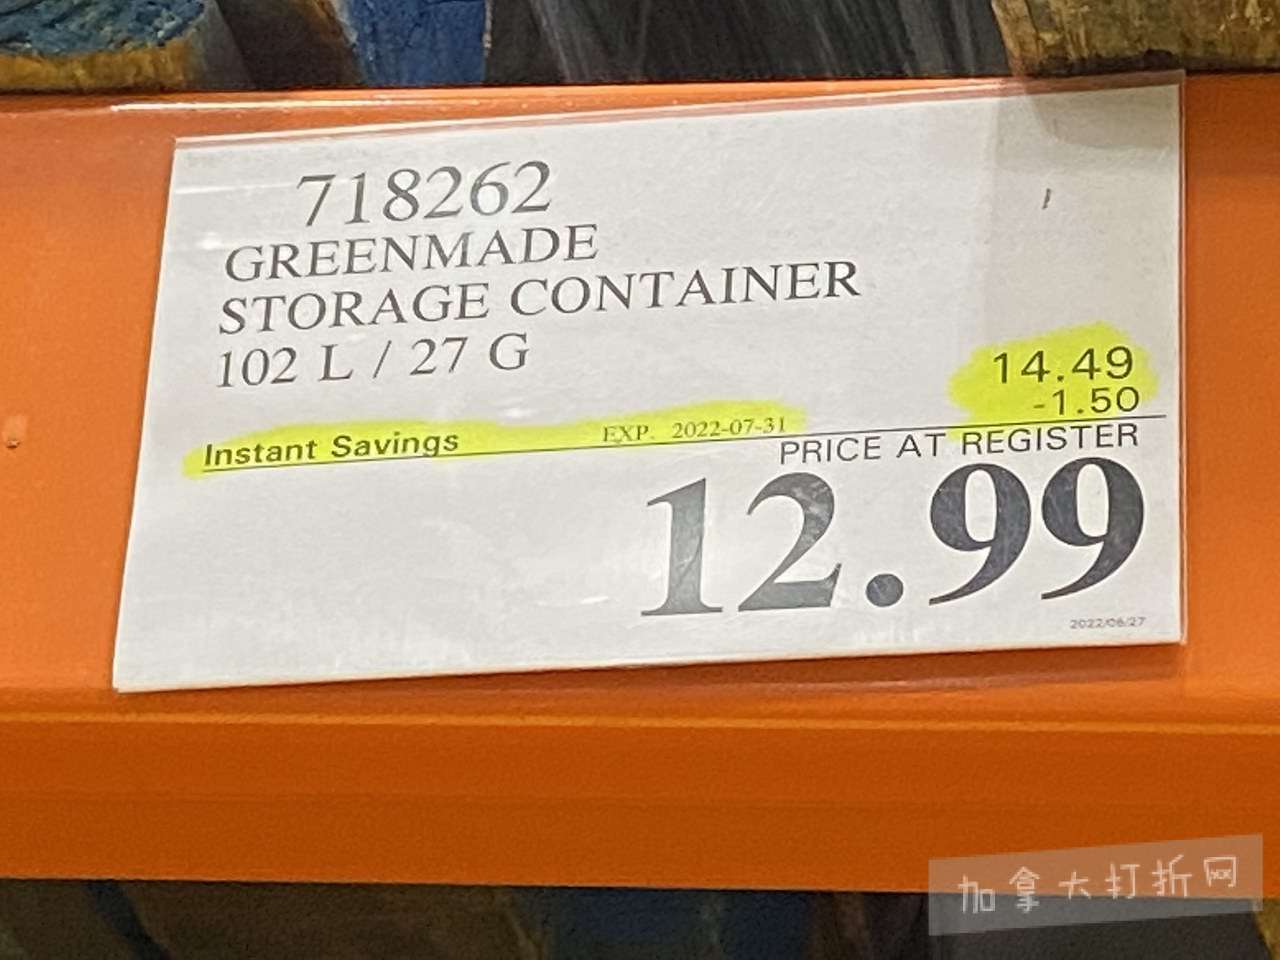 718262
GREENMADE
STORAGE CONTAINER
102 L / 27 G
14.49
-1.50
Instant Savings EXP. 2022-07-31
PRICE AT REGISTER
12.99
2022/06/27
加拿大打折网